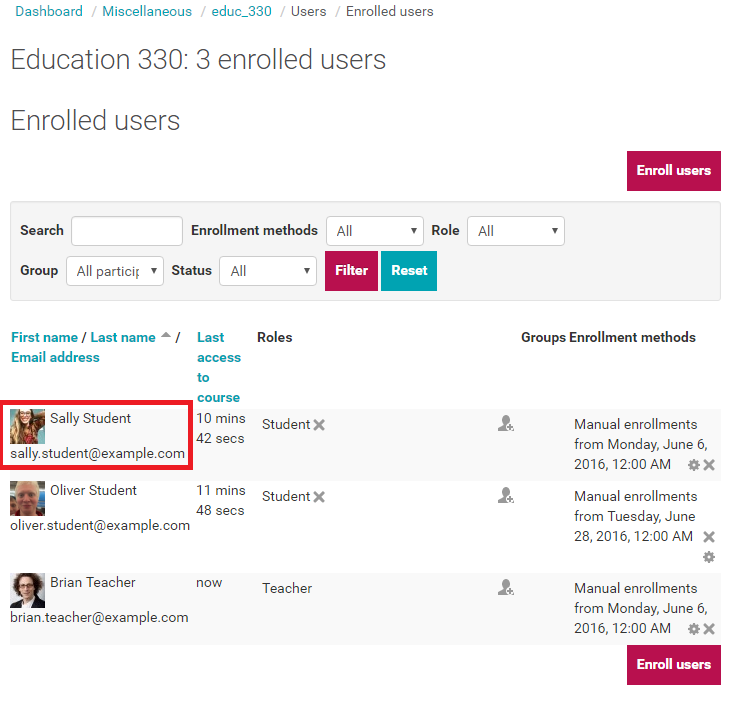 Dashboard / Miscellaneous / educ_330 / Users / Enrolled users
Education 330: 3 enrolled users
Enrolled users
Enroll users
Search Enrollment methods All Role All
Group All particip Status All Filter Reset
First name / Last name / Email address
Last access to course
Roles
Groups
Enrollment methods
Sally Student
sally.student@example.com
10 mins
42 secs
Student
Manual enrollments
from Monday, June 6,
2016, 12:00 AM
Oliver Student
oliver.student@example.com
11 mins
48 secs
Student
Manual enrollments
from Tuesday, June
28, 2016, 12:00 AM
Brian Teacher
brian.teacher@example.com
now
Teacher
Manual enrollments
from Monday, June 6,
2016, 12:00 AM
Enroll users